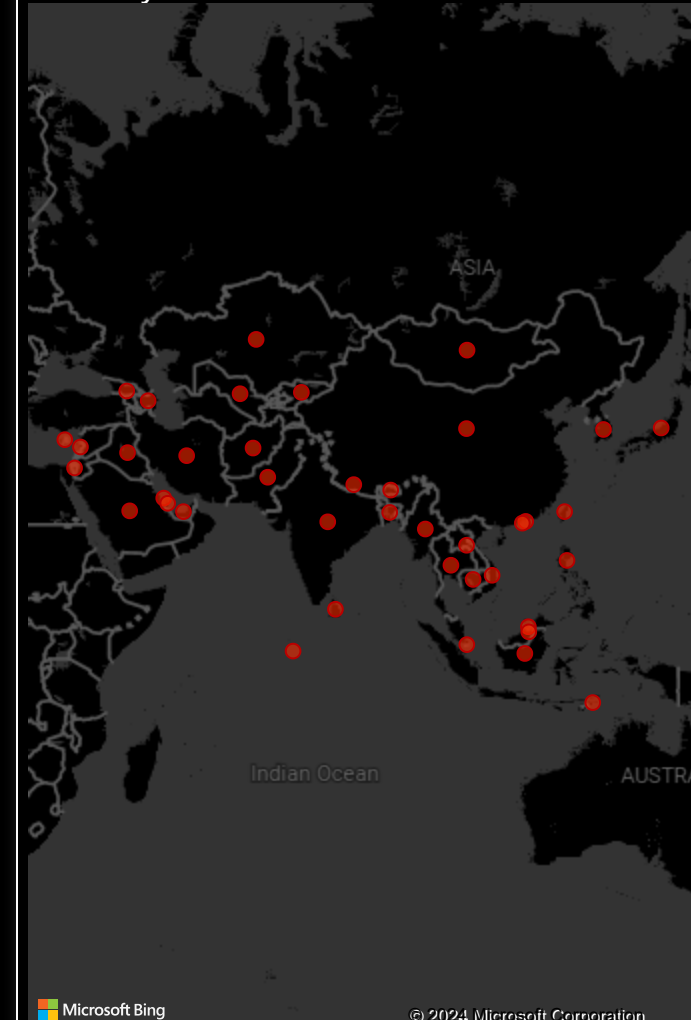 ASIA
Indian Ocean
AUSTRA
Microsoft Bing
© 2024 Microsoft Corporation